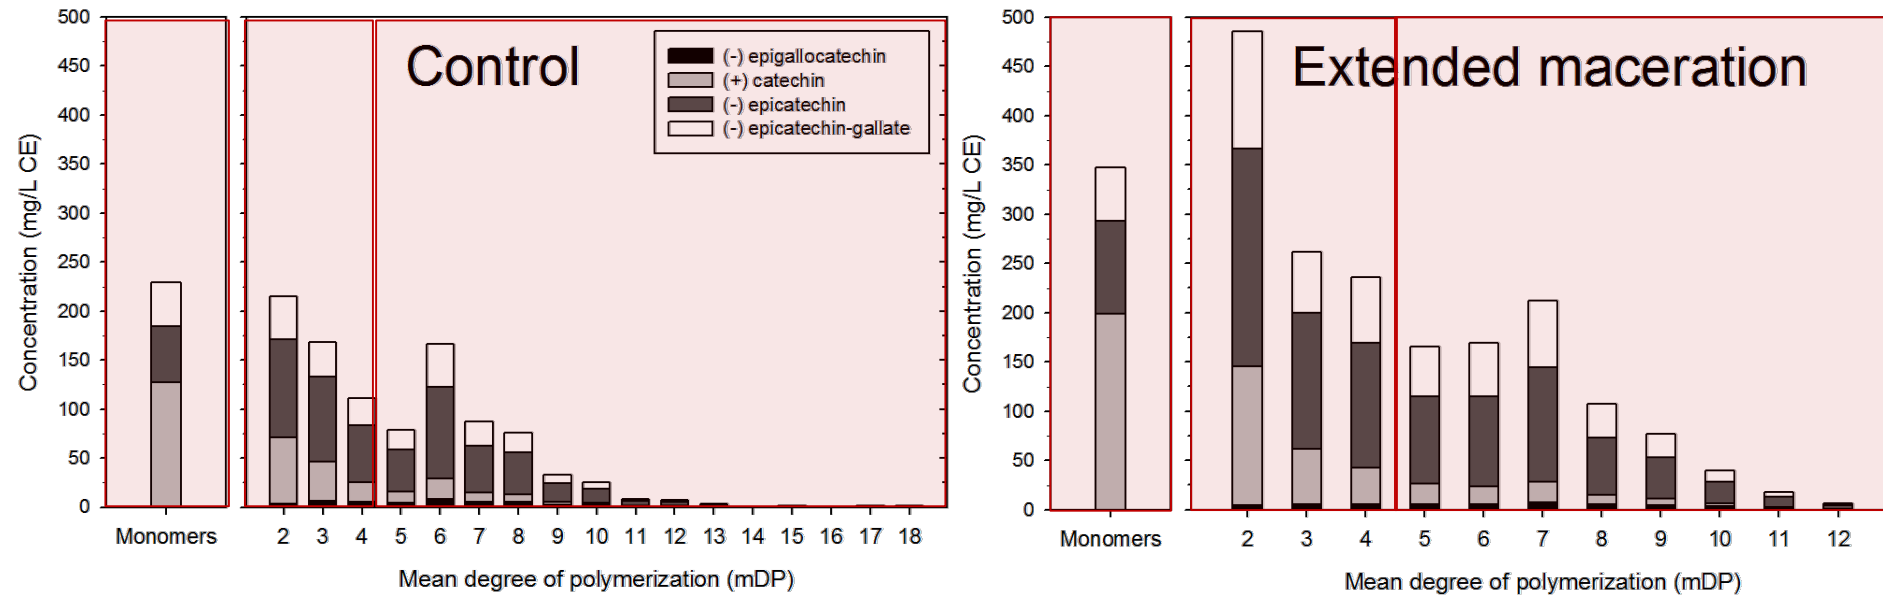 Control
(-) epigallocatechin
(+) catechin
(-) epicatechin
(-) epicatechin-gallate
Concentration (mg/L CE)
500
450
400
350
300
250
200
150
100
50
0
Monomers 2 3 4 5 6 7 8 9 10 11 12 13 14 15 16 17 18
Mean degree of polymerization (mDP)
Extended maceration
Concentration (mg/L CE)
500
450
400
350
300
250
200
150
100
50
0
Monomers 2 3 4 5 6 7 8 9 10 11 12
Mean degree of polymerization (mDP)